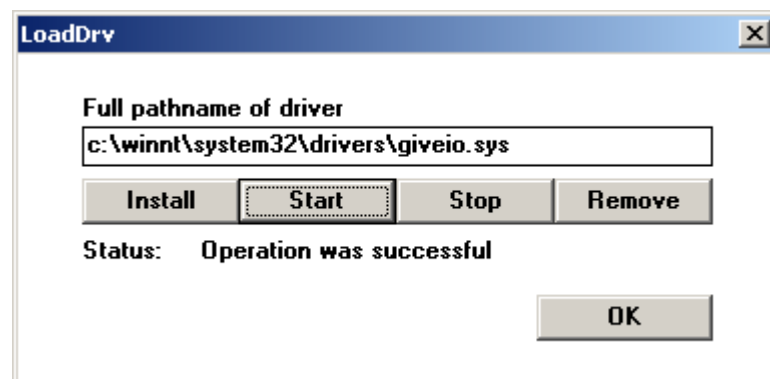 LoadDrv
Full pathname of driver
c:\winnt\system32\drivers\giveio.sys
Install Start Stop Remove
Status: Operation was successful
OK